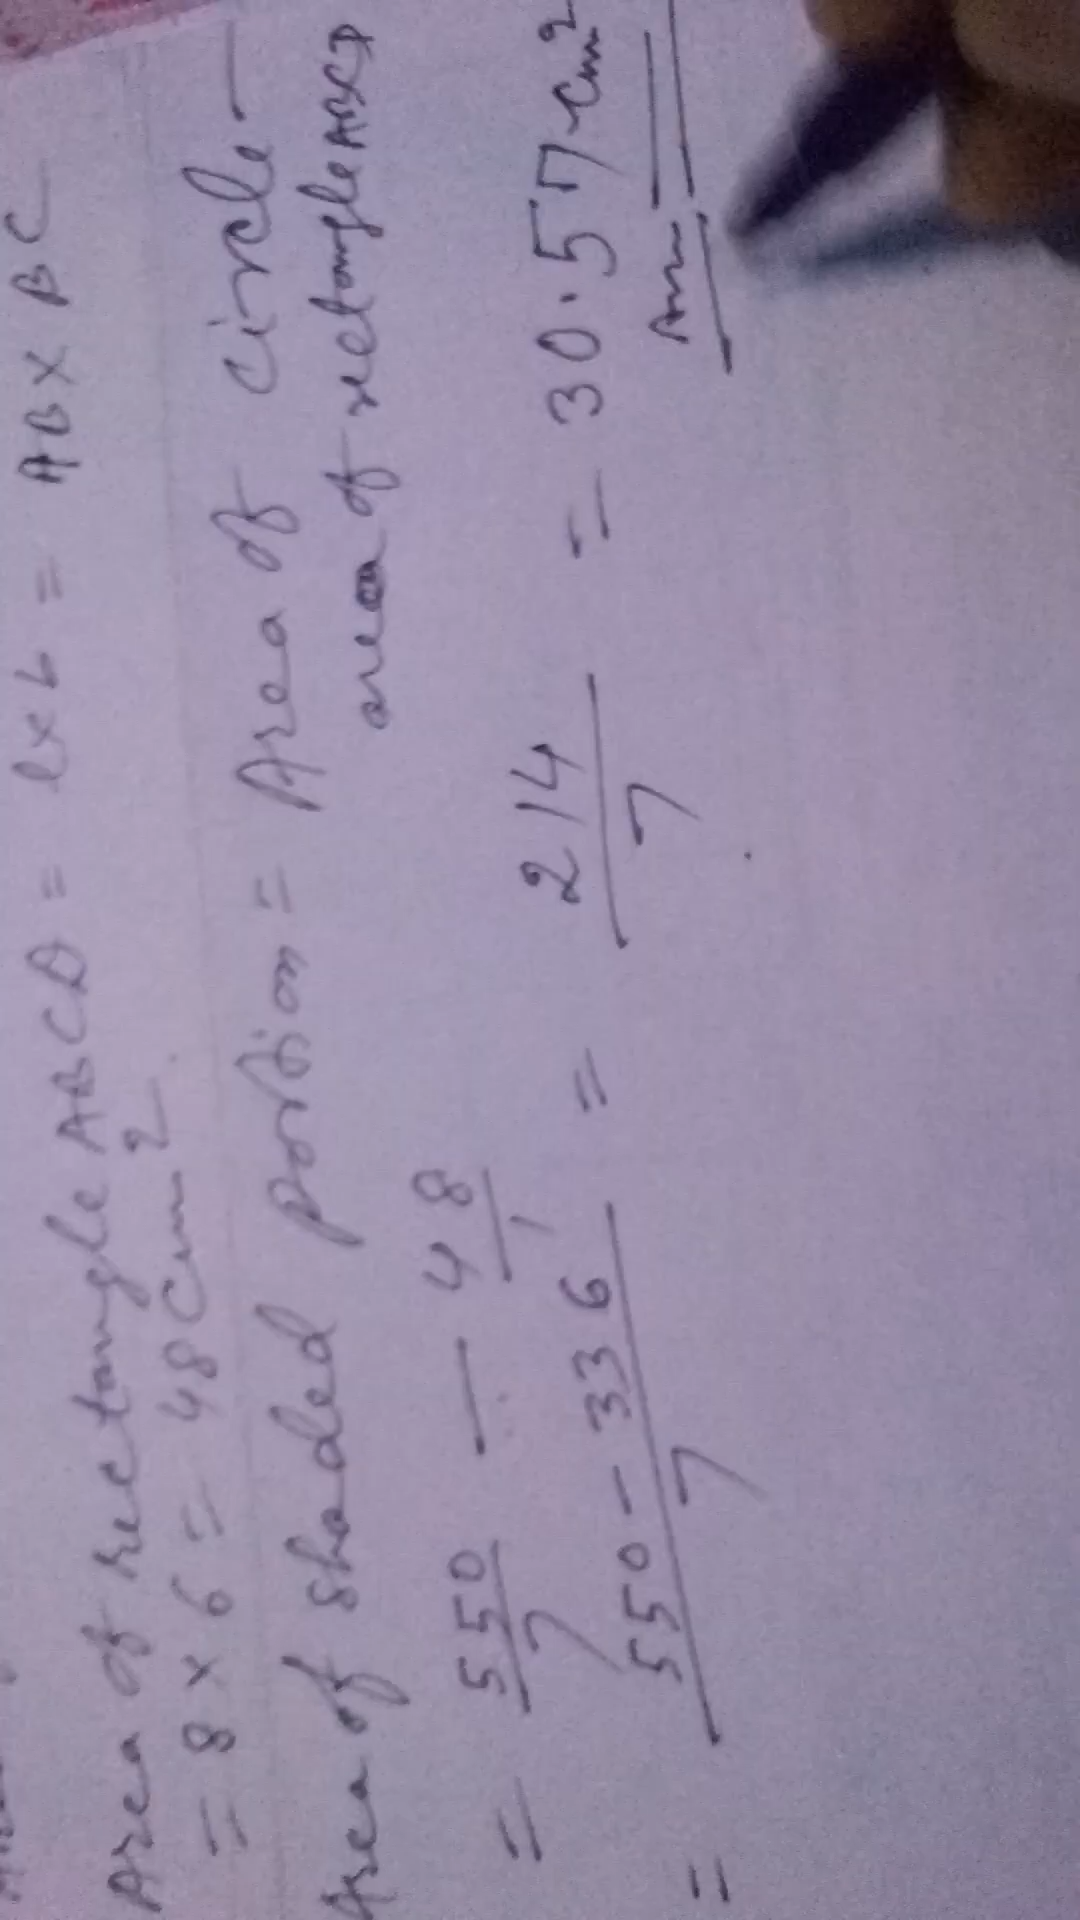 Area of rectangle ABCD = l×b = AB × BC
= 8 × 6 = 48 cm²
Area of shaded portion = Area of circle -
area of rectangle ABCD
= 550/7 - 48/1
= 550 - 336/7 = 214/7 = 30.57 cm²
Ans